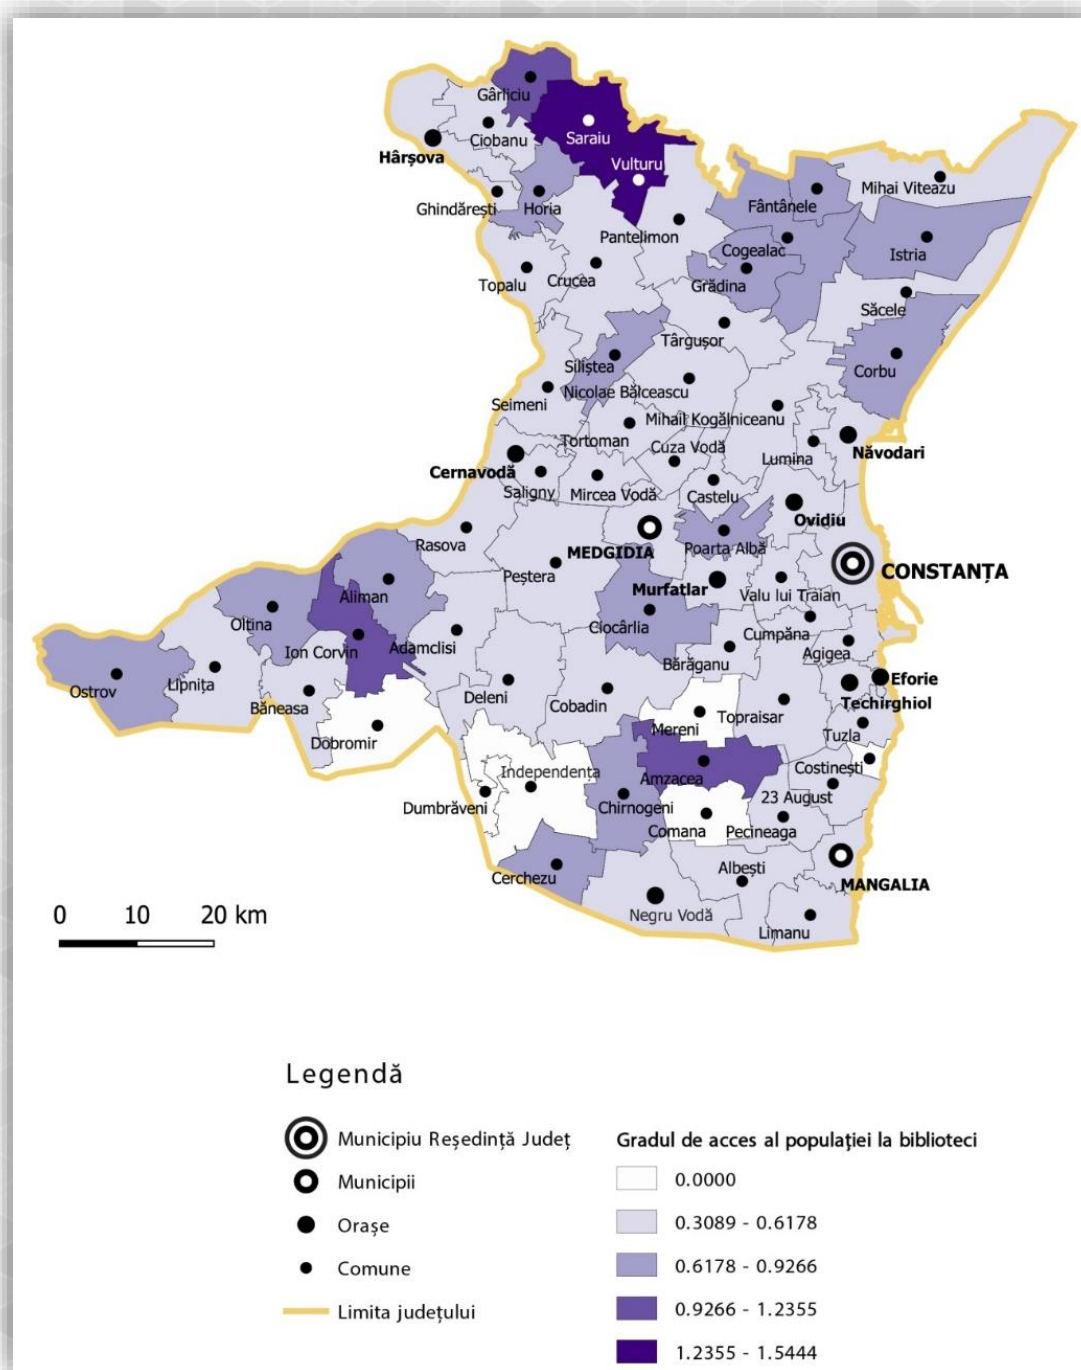 Gârliciu
Ciobanu
Saraiu
Hârșova
Vulturu
Mihai Viteazu
Ghindărești
Horia
Fântânele
Pantelimon
Cogealac
Istria
Topalu
Crucea
Grădina
Săcele
Târgușor
Siliștea
Corbu
Nicolae Bălcescu
Seimeni
Mihail Kogălniceanu
Tortoman
Cuza Vodă
Lumina
Năvodari
Cernavodă
Saligny
Mircea Vodă
Castelu
Ovidiu
Rasova
MEDGIDIA
Poarta Albă
Peștera
CONSTANȚA
Murfatlar
Valu lui Traian
Aliman
Oltina
Ciocârlia
Cumpăna
Ion Corvin
Adamclisi
Agigea
Bărăganu
Ostrov
Lipnița
Eforie
Băneasa
Deleni
Cobadin
Techirghiol
Mereni
Topraisar
Dobromir
Tuzla
Independența
Amzacea
Costinești
Dumbrăveni
Chirnogeni
23 August
Comana
Pecineaga
Cerchezu
Albești
MANGALIA
Negru Vodă
Limanu
0 10 20 km
Legendă
Municipiu Reședință Județ
Municipii
Orașe
Comune
Limita județului
Gradul de acces al populației la biblioteci
0.0000
0.3089 - 0.6178
0.6178 - 0.9266
0.9266 - 1.2355
1.2355 - 1.5444